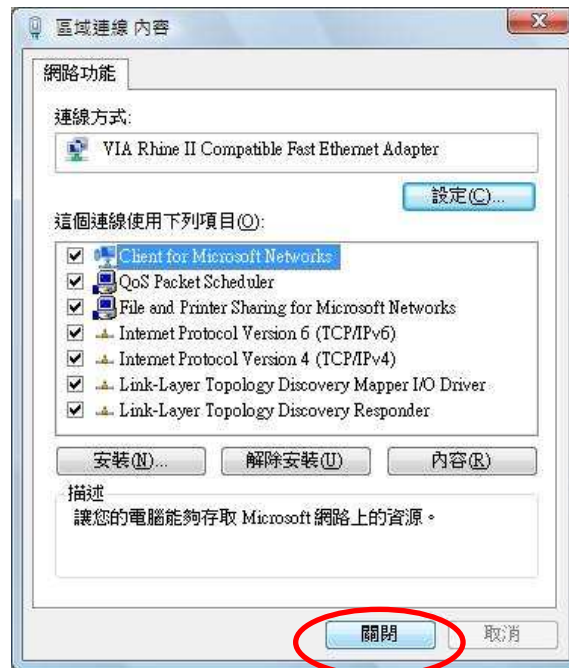 區域連線 內容
網路功能
連線方式:
VIA Rhine II Compatible Fast Ethernet Adapter
設定(C)...
這個連線使用下列項目(O):
Client for Microsoft Networks
QoS Packet Scheduler
File and Printer Sharing for Microsoft Networks
Internet Protocol Version 6 (TCP/IPv6)
Internet Protocol Version 4 (TCP/IPv4)
Link-Layer Topology Discovery Mapper I/O Driver
Link-Layer Topology Discovery Responder
安裝(N)... 解除安裝(U) 內容(R)
描述
讓您的電腦能夠存取 Microsoft 網路上的資源。
關閉 取消